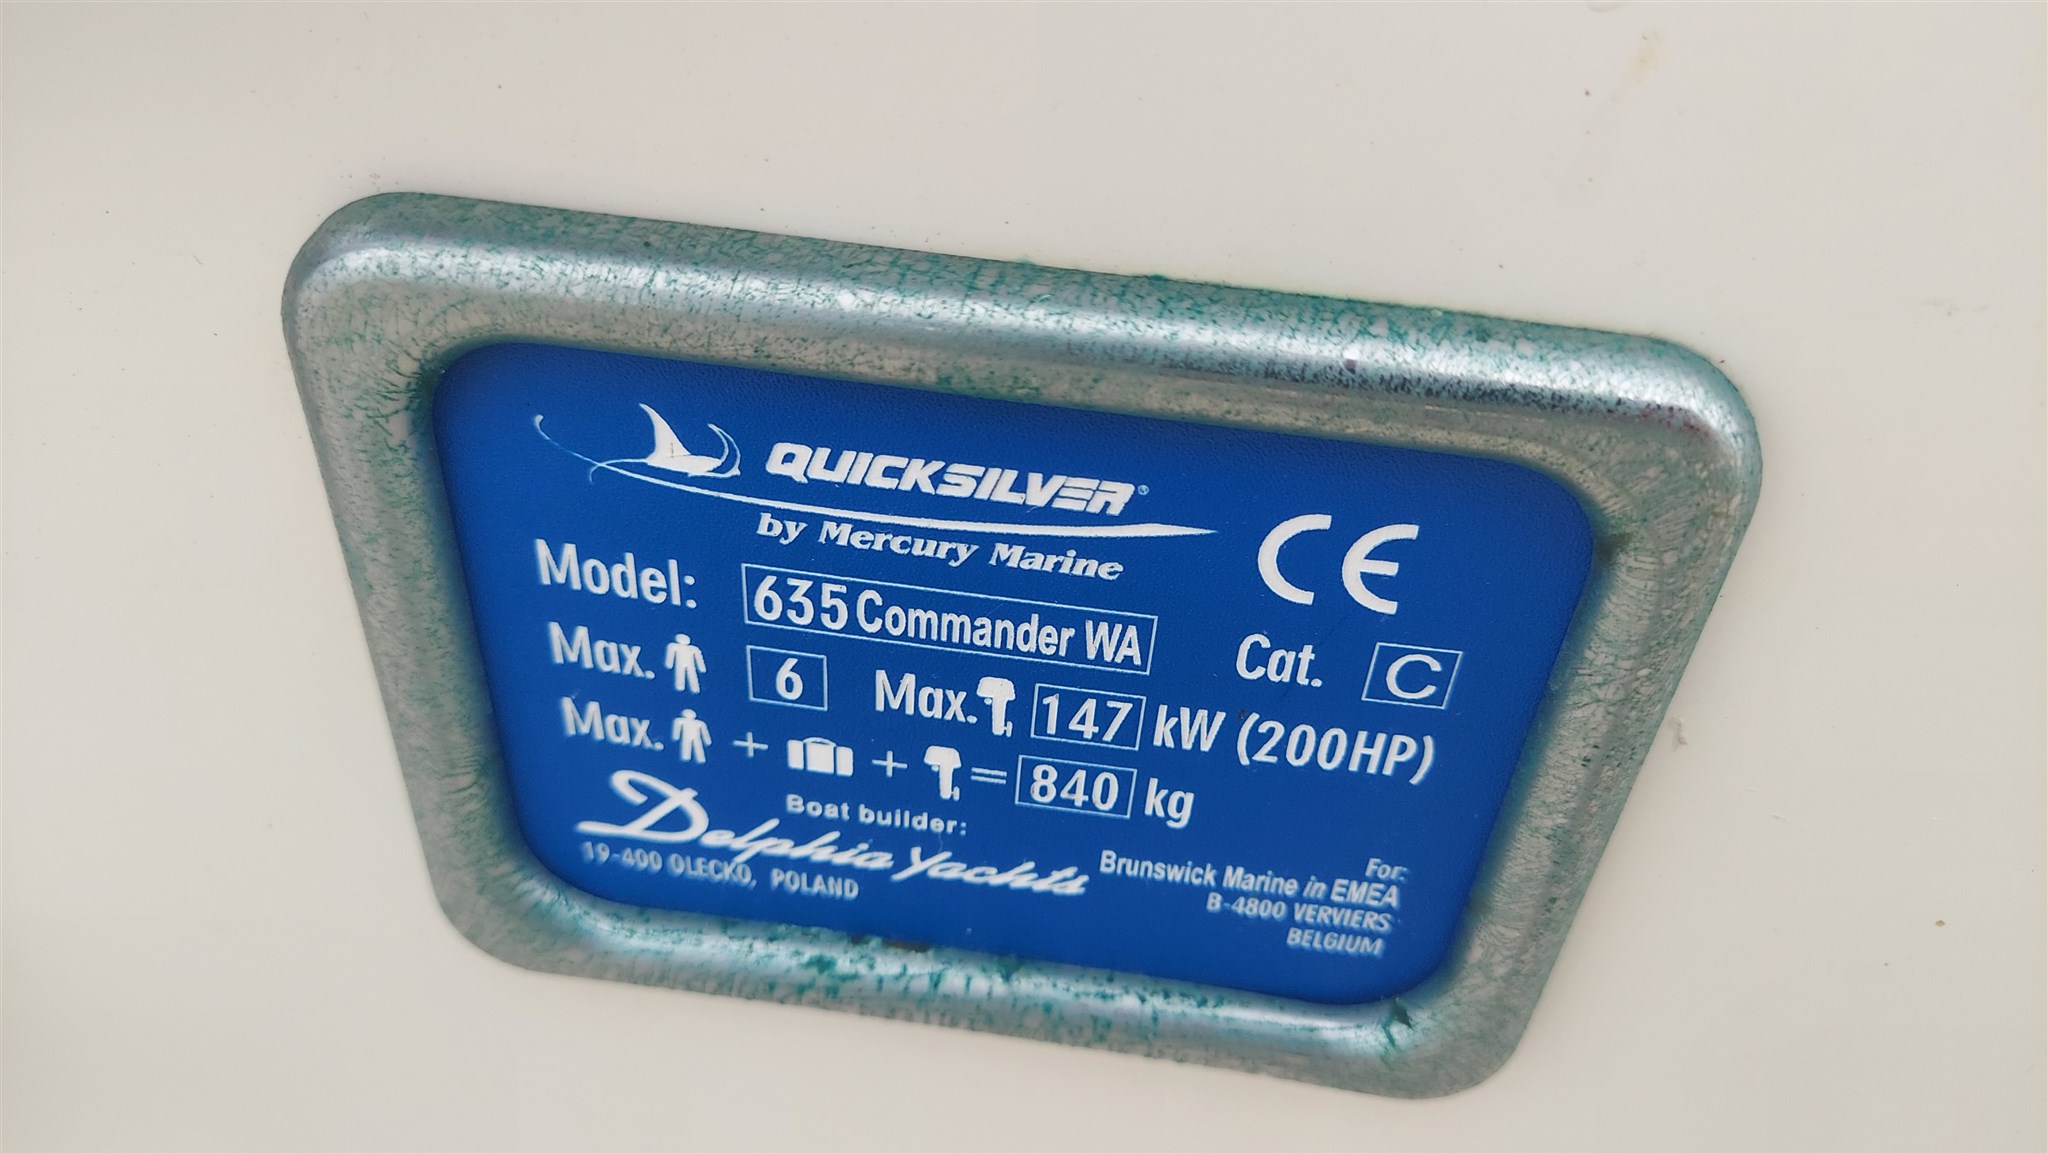 QUICKSILVER®
by Mercury Marine
CE
Model: 635 Commander WA
Cat. C
Max. 6 Max. 147 kW (200HP)
Max. + + = 840 kg
Boat builder:
Delphia Yachts
19-400 OLECKO, POLAND
For:
Brunswick Marine in EMEA
B-4800 VERVIERS
BELGIUM